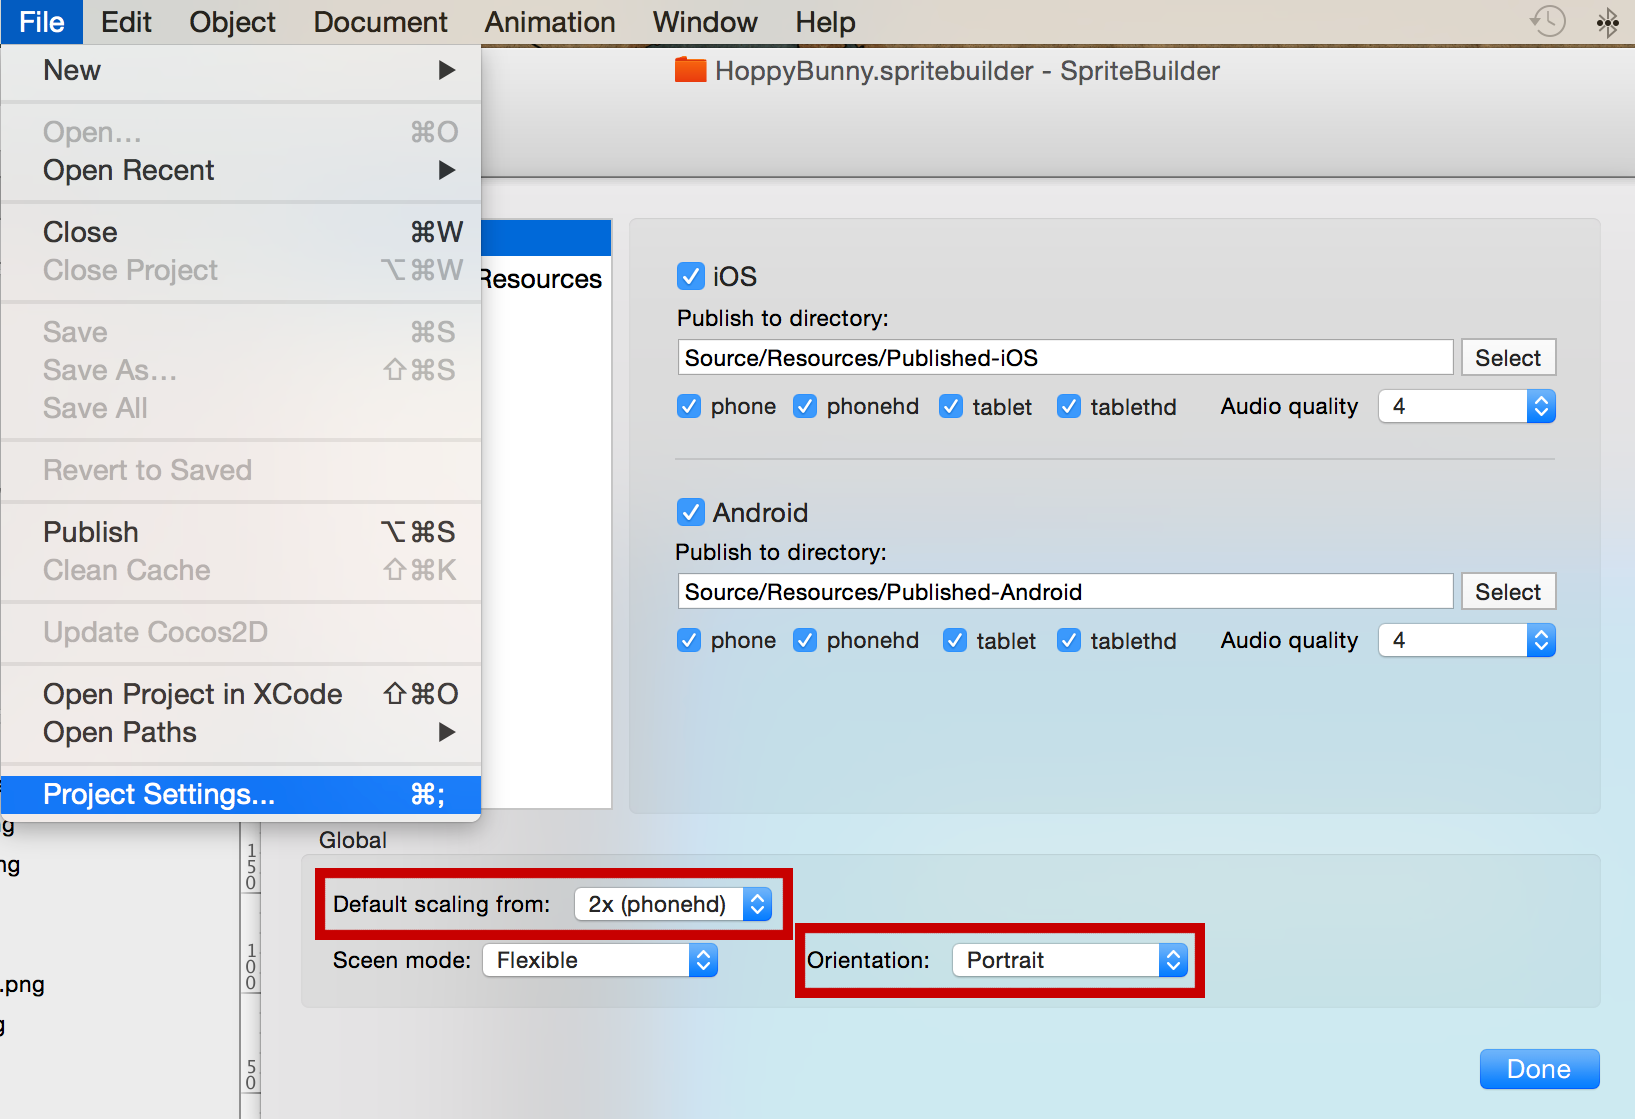 File Edit Object Document Animation Window Help
HoppyBunny.spritebuilder - SpriteBuilder
New
Open... ⌘O
Open Recent
Close ⌘W
Close Project ⌥⌘W
Save ⌘S
Save As... ⇧⌘S
Save All
Revert to Saved
Publish ⌥⌘S
Clean Cache ⇧⌘K
Update Cocos2D
Open Project in XCode ⇧⌘O
Open Paths
Project Settings... ⌘;
Resources
iOS
Publish to directory:
Source/Resources/Published-iOS Select
phone phonehd tablet tablethd Audio quality 4
Android
Publish to directory:
Source/Resources/Published-Android Select
phone phonehd tablet tablethd Audio quality 4
Global
Default scaling from: 2x (phonehd)
Sceen mode: Flexible Orientation: Portrait
Done
ng
.png
150
100
50